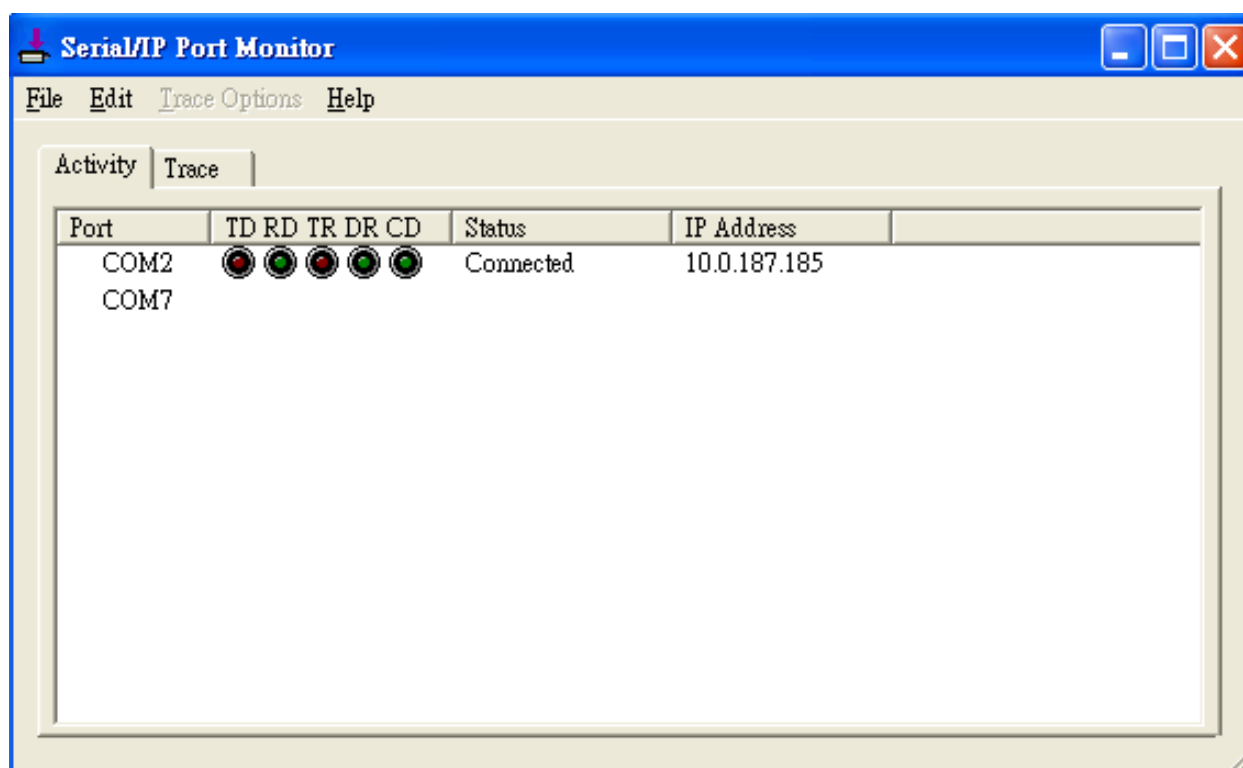 Serial/IP Port Monitor
File Edit Trace Options Help
Activity Trace
Port TD RD TR DR CD Status IP Address
COM2 Connected 10.0.187.185
COM7